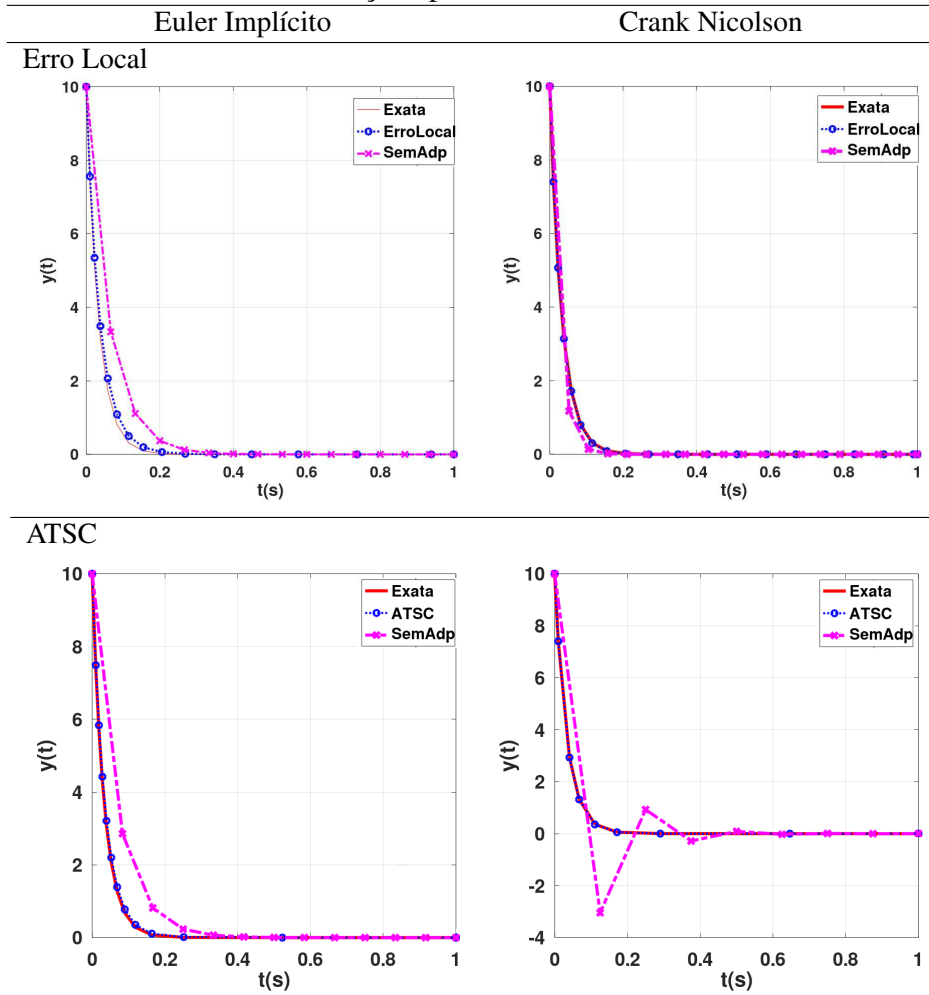 Euler Implícito
Crank Nicolson
Erro Local
Exata
ErroLocal
SemAdp
10
8
6
4
2
0
y(t)
0 0.2 0.4 0.6 0.8 1
t(s)
Exata
ErroLocal
SemAdp
10
8
6
4
2
0
y(t)
0 0.2 0.4 0.6 0.8 1
t(s)
ATSC
Exata
ATSC
SemAdp
10
8
6
4
2
0
y(t)
0 0.2 0.4 0.6 0.8 1
t(s)
Exata
ATSC
SemAdp
10
8
6
4
2
0
-2
-4
y(t)
0 0.2 0.4 0.6 0.8 1
t(s)